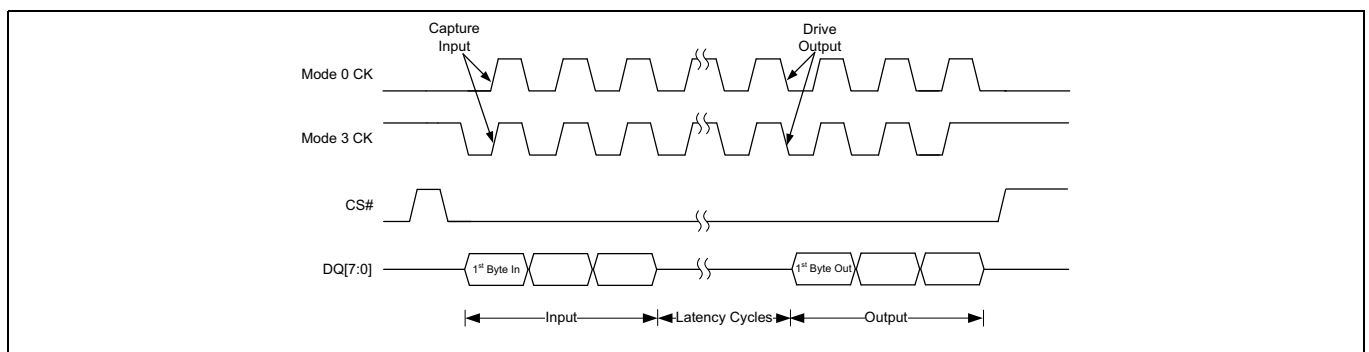 Capture
Input
Drive
Output
Mode 0 CK
Mode 3 CK
CS#
DQ[7:0]
1st Byte In
1st Byte Out
Input
Latency Cycles
Output